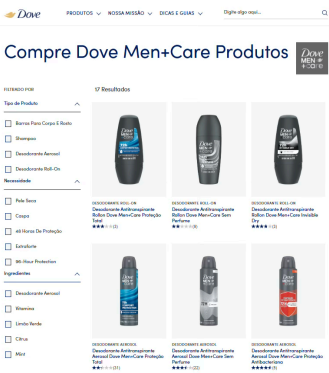 Dove
PRODUTOS
NOSSA MISSÃO
DICAS E GUIAS
Digite algo aqui...
Compre Dove Men+Care Produtos
Dove
MEN
+CARE
FILTRADO POR
17 Resultados
Tipo de Produto
Barras Para Corpo E Rosto
Shampoo
Desodorante Aerosol
Desodorante Roll-On
Necessidade
Pele Seca
Caspa
48 Horas De Proteção
Extraforte
96-Hour Protection
Ingredientes
Desodorante Aerosol
Vitamina
Limão-Verde
Citrus
Mint
DESODORANTE ROLL-ON
Desodorante Antitranspirante
Rollon Dove Men+Care Proteção
Total
DESODORANTE ROLL-ON
Desodorante Antitranspirante
Rollon Dove Men+Care Sem
Perfume
DESODORANTE ROLL-ON
Desodorante Antitranspirante
Rollon Dove Men+Care Invisible
Dry
DESODORANTE AEROSOL
Desodorante Antitranspirante
Aerosol Dove Men+Care Proteção
Total
(31)
DESODORANTE AEROSOL
Desodorante Antitranspirante
Aerosol Dove Men+Care Sem
Perfume
(22)
DESODORANTE AEROSOL
Desodorante Antitranspirante
Aerosol Dove Men+Care Proteção
Antibacteriana